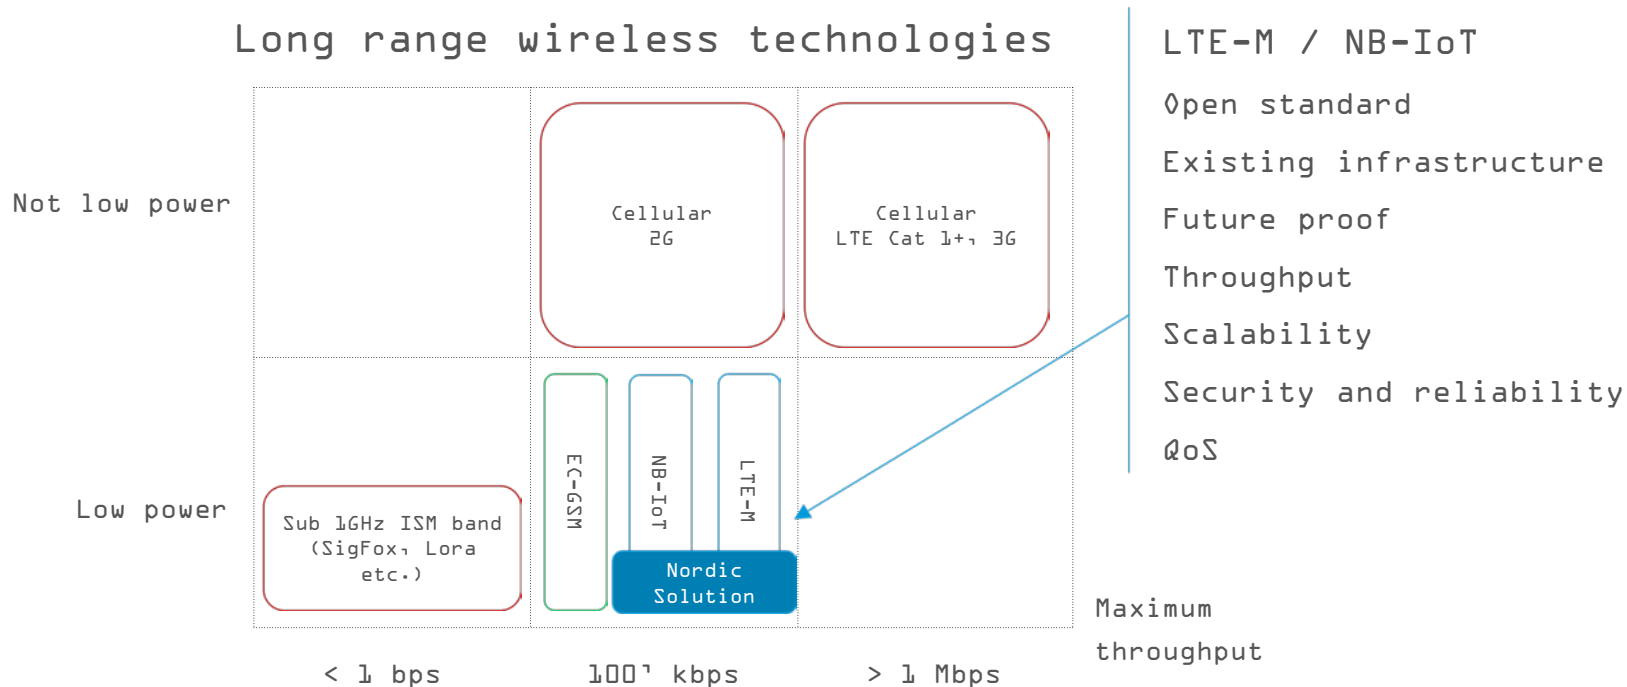 Long range wireless technologies
Not low power
Cellular
2G
Cellular
LTE Cat 1+, 3G
Low power
Sub 1GHz ISM band
(SigFox, Lora
etc.)
EC-GSM
NB-IoT
LTE-M
Nordic
Solution
< 1 bps
100' kbps
> 1 Mbps
Maximum
throughput
LTE-M / NB-IoT
Open standard
Existing infrastructure
Future proof
Throughput
Scalability
Security and reliability
QoS